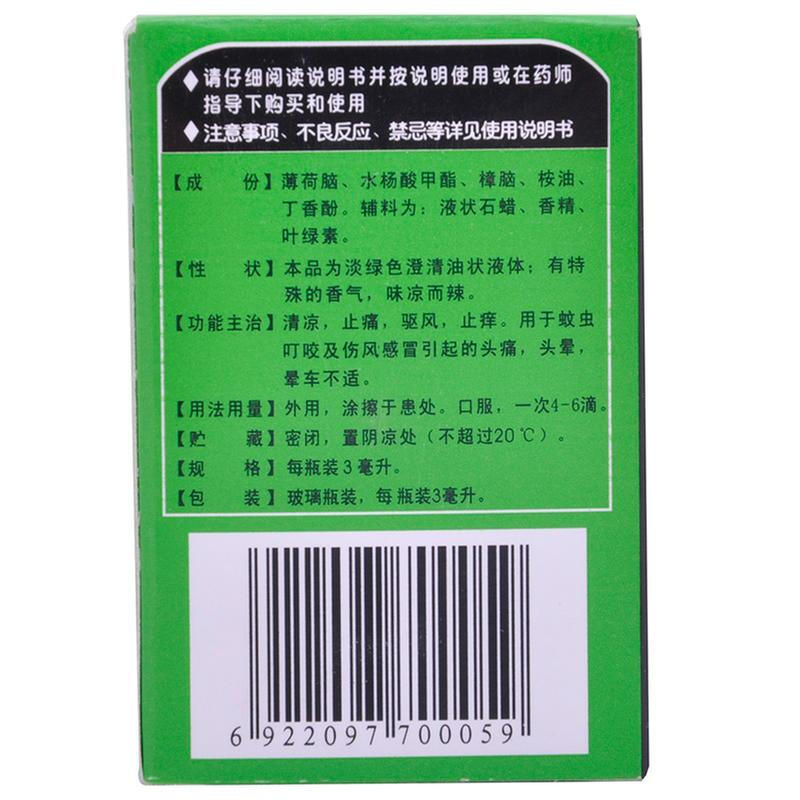 ♦请仔细阅读说明书并按说明使用或在药师
指导下购买和使用
♦注意事项、不良反应、禁忌等详见使用说明书
【成 份】薄荷脑、水杨酸甲酯、樟脑、桉油、
丁香酚。辅料为：液状石蜡、香精、
叶绿素。
【性 状】本品为淡绿色澄清油状液体；有特
殊的香气，味凉而辣。
【功能主治】清凉，止痛，驱风，止痒。用于蚊虫
叮咬及伤风感冒引起的头痛，头晕，
晕车不适。
【用法用量】外用，涂擦于患处。口服，一次4-6滴。
【贮 藏】密闭，置阴凉处（不超过20℃）。
【规 格】每瓶装3毫升。
【包 装】玻璃瓶装，每瓶装3毫升。
6 922097 700059